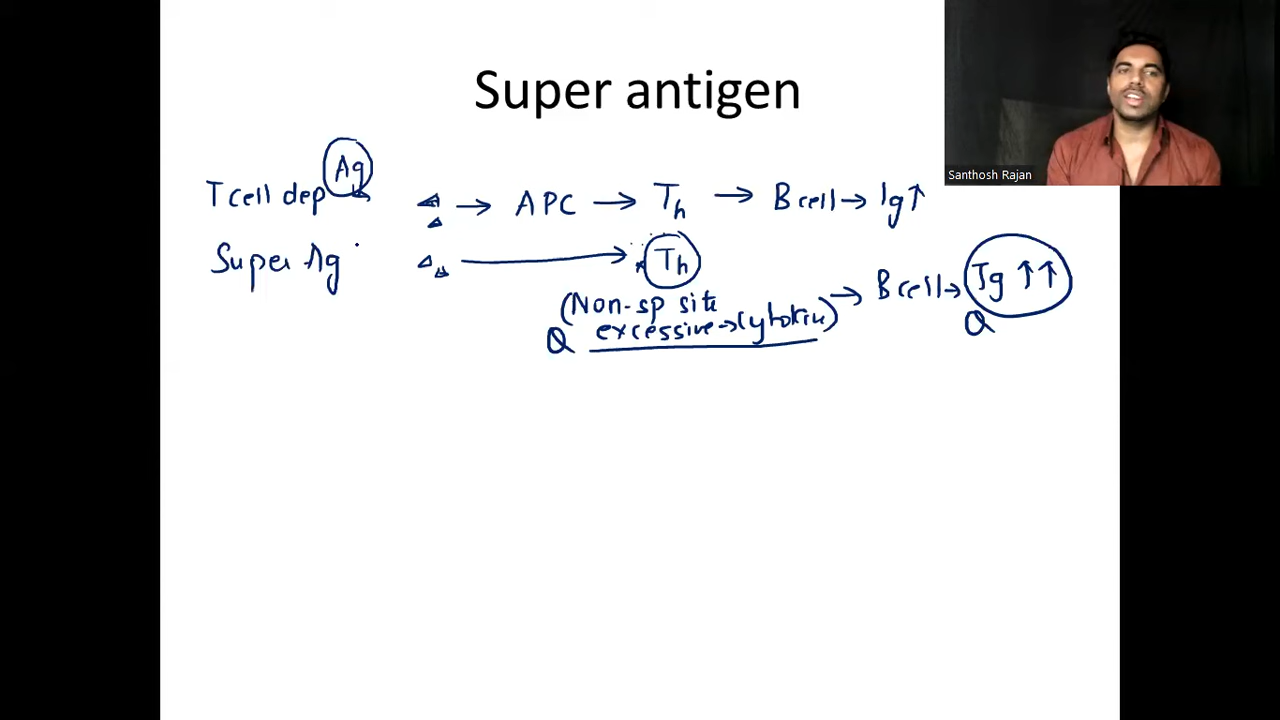 Super antigen
Santhosh Rajan
T cell dep Ag → APC → Th → B cell → Ig ↑
Super Ag → Th
(Non-sp site
excessive → Cytokin) → B cell → Ig ↑↑